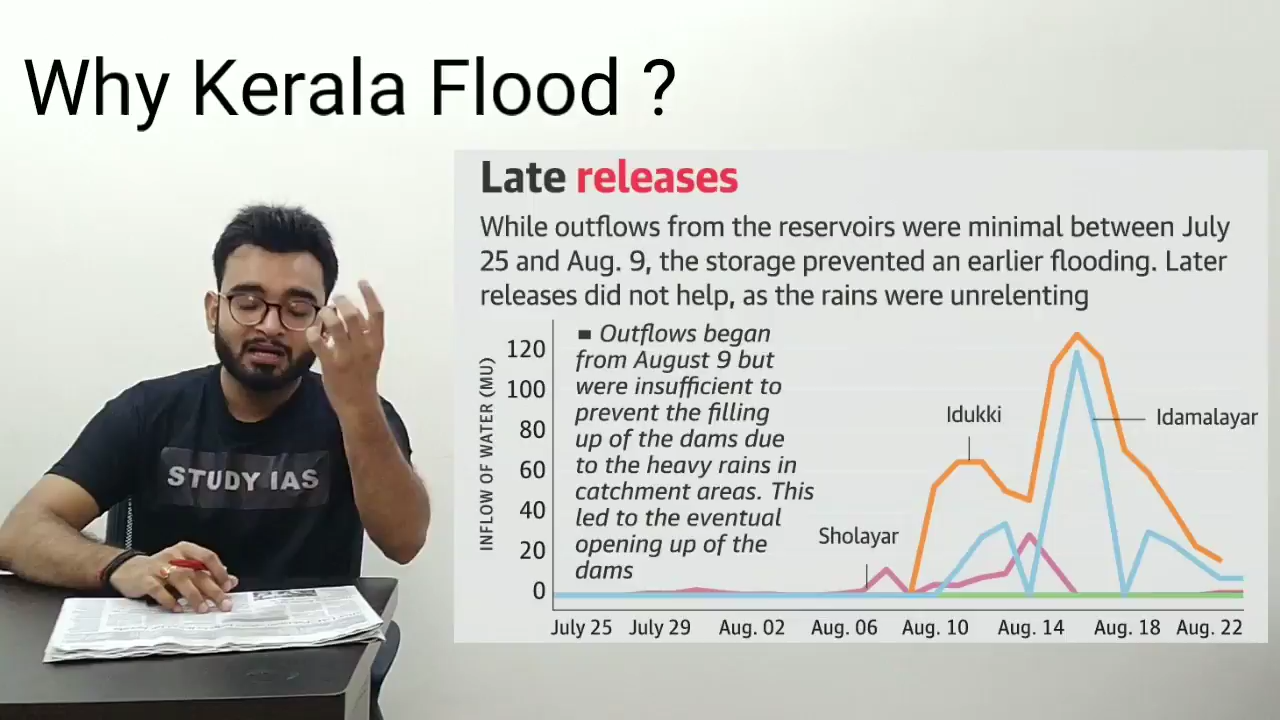 Why Kerala Flood ?
Late releases
While outflows from the reservoirs were minimal between July
25 and Aug. 9, the storage prevented an earlier flooding. Later
releases did not help, as the rains were unrelenting
■ Outflows began
from August 9 but
were insufficient to
prevent the filling
up of the dams due
to the heavy rains in
catchment areas. This
led to the eventual
opening up of the
dams
INFLOW OF WATER (MU)
120
100
80
60
40
20
0
Idukki
Idamalayar
Sholayar
July 25 July 29 Aug. 02 Aug. 06 Aug. 10 Aug. 14 Aug. 18 Aug. 22
STUDY IAS